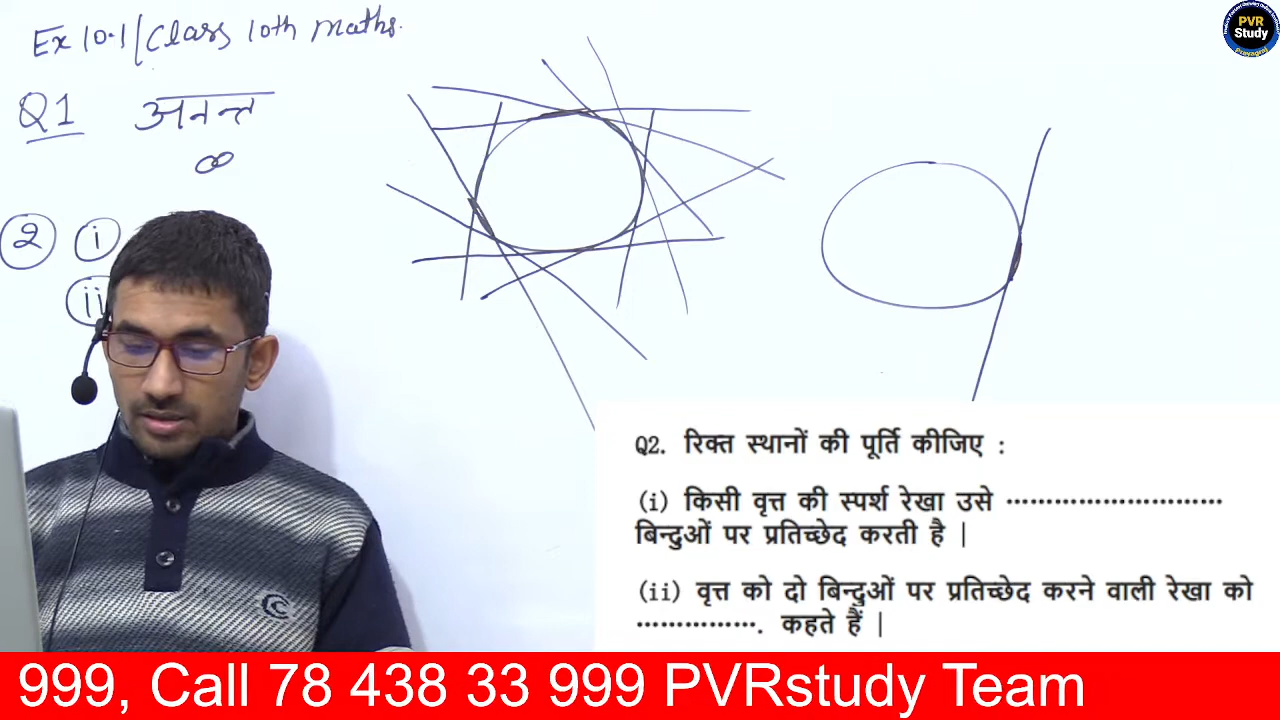 Ex 10.1 / Class 10th Maths.
PVR
Study
Prayagraj
Q1 अनन्त
∞
2 i
ii
Q2. रिक्त स्थानों की पूर्ति कीजिए :
(i) किसी वृत्त की स्पर्श रेखा उसे ............................
बिन्दुओं पर प्रतिच्छेद करती है |
(ii) वृत्त को दो बिन्दुओं पर प्रतिच्छेद करने वाली रेखा को
................ कहते हैं |
999, Call 78 438 33 999 PVRstudy Team